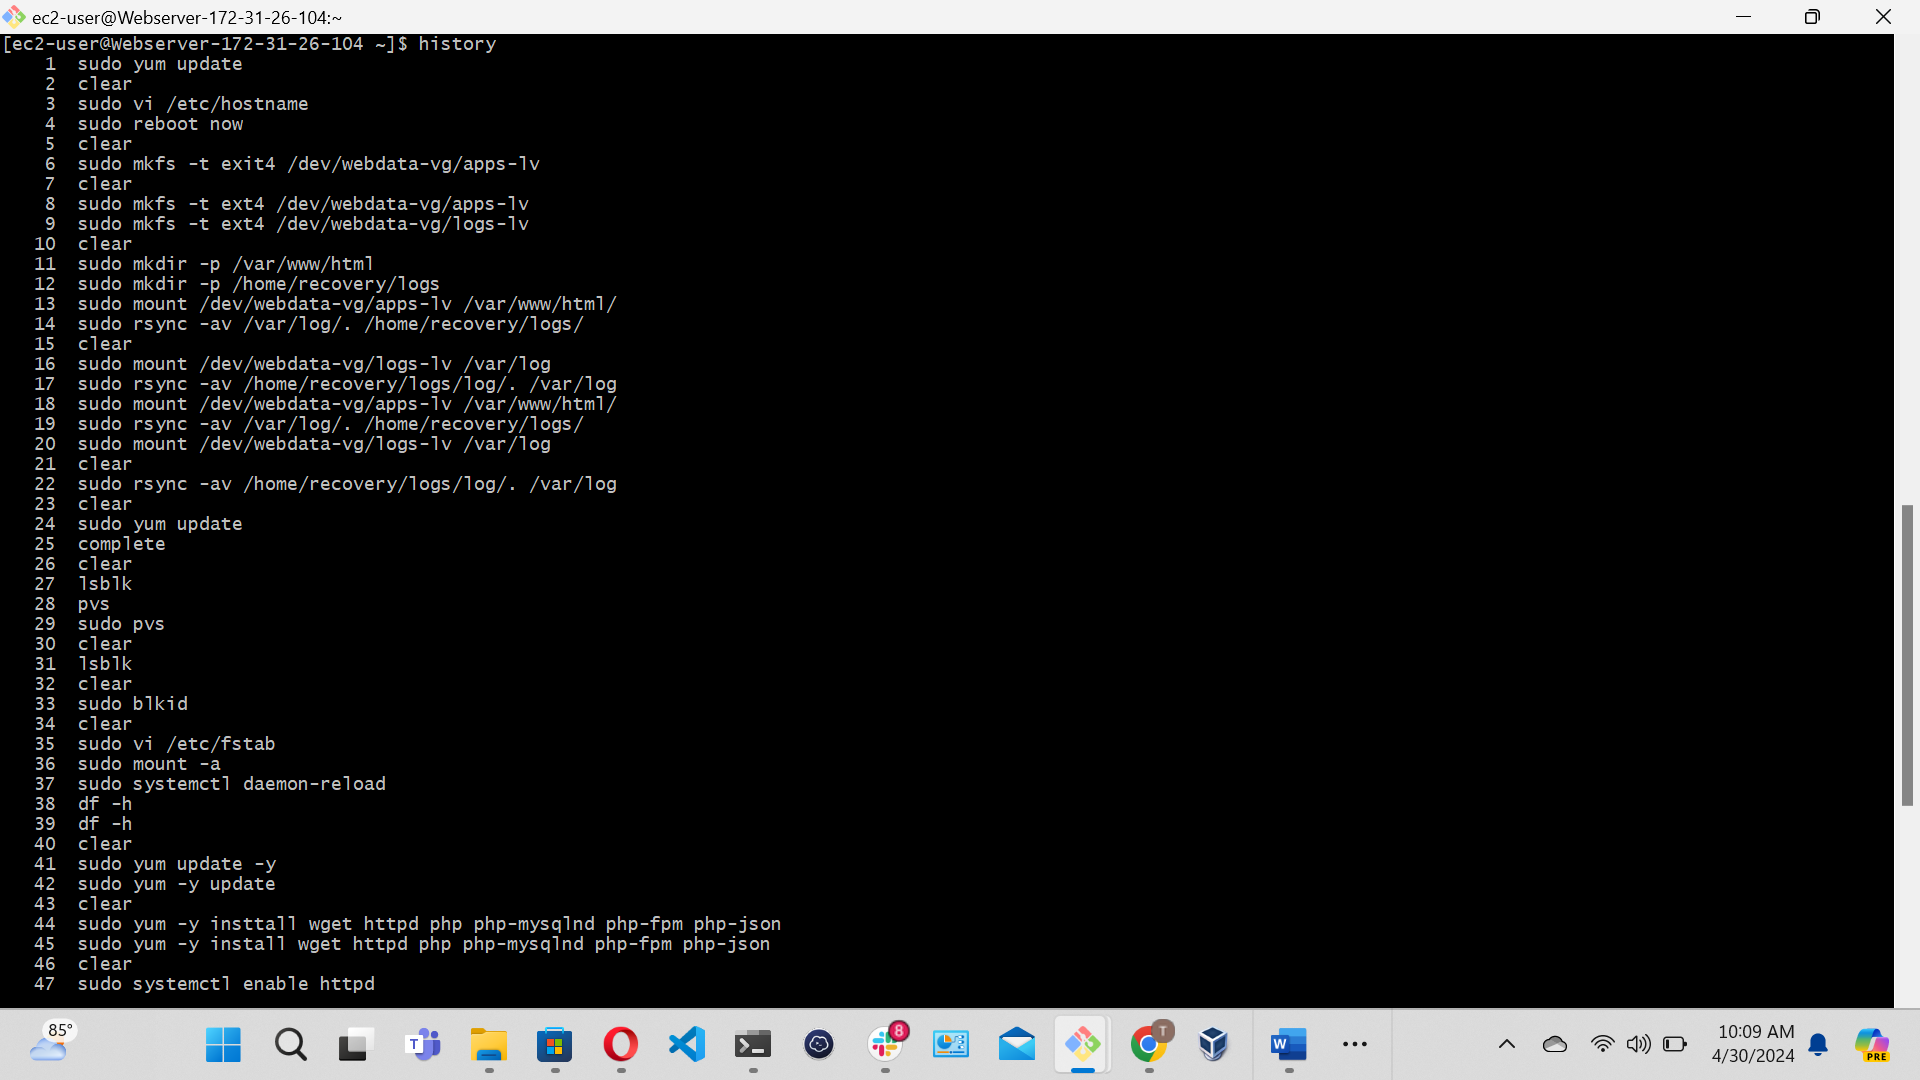 ec2-user@Webserver-172-31-26-104:~
[ec2-user@Webserver-172-31-26-104 ~]$ history
1 sudo yum update
2 clear
3 sudo vi /etc/hostname
4 sudo reboot now
5 clear
6 sudo mkfs -t exit4 /dev/webdata-vg/apps-lv
7 clear
8 sudo mkfs -t ext4 /dev/webdata-vg/apps-lv
9 sudo mkfs -t ext4 /dev/webdata-vg/logs-lv
10 clear
11 sudo mkdir -p /var/www/html
12 sudo mkdir -p /home/recovery/logs
13 sudo mount /dev/webdata-vg/apps-lv /var/www/html/
14 sudo rsync -av /var/log/. /home/recovery/logs/
15 clear
16 sudo mount /dev/webdata-vg/logs-lv /var/log
17 sudo rsync -av /home/recovery/logs/log/. /var/log
18 sudo mount /dev/webdata-vg/apps-lv /var/www/html/
19 sudo rsync -av /var/log/. /home/recovery/logs/
20 sudo mount /dev/webdata-vg/logs-lv /var/log
21 clear
22 sudo rsync -av /home/recovery/logs/log/. /var/log
23 clear
24 sudo yum update
25 complete
26 clear
27 lsblk
28 pvs
29 sudo pvs
30 clear
31 lsblk
32 clear
33 sudo blkid
34 clear
35 sudo vi /etc/fstab
36 sudo mount -a
37 sudo systemctl daemon-reload
38 df -h
39 df -h
40 clear
41 sudo yum update -y
42 sudo yum -y update
43 clear
44 sudo yum -y insttall wget httpd php php-mysqlnd php-fpm php-json
45 sudo yum -y install wget httpd php php-mysqlnd php-fpm php-json
46 clear
47 sudo systemctl enable httpd
85°
T
8
T
W
10:09 AM
4/30/2024
PRE